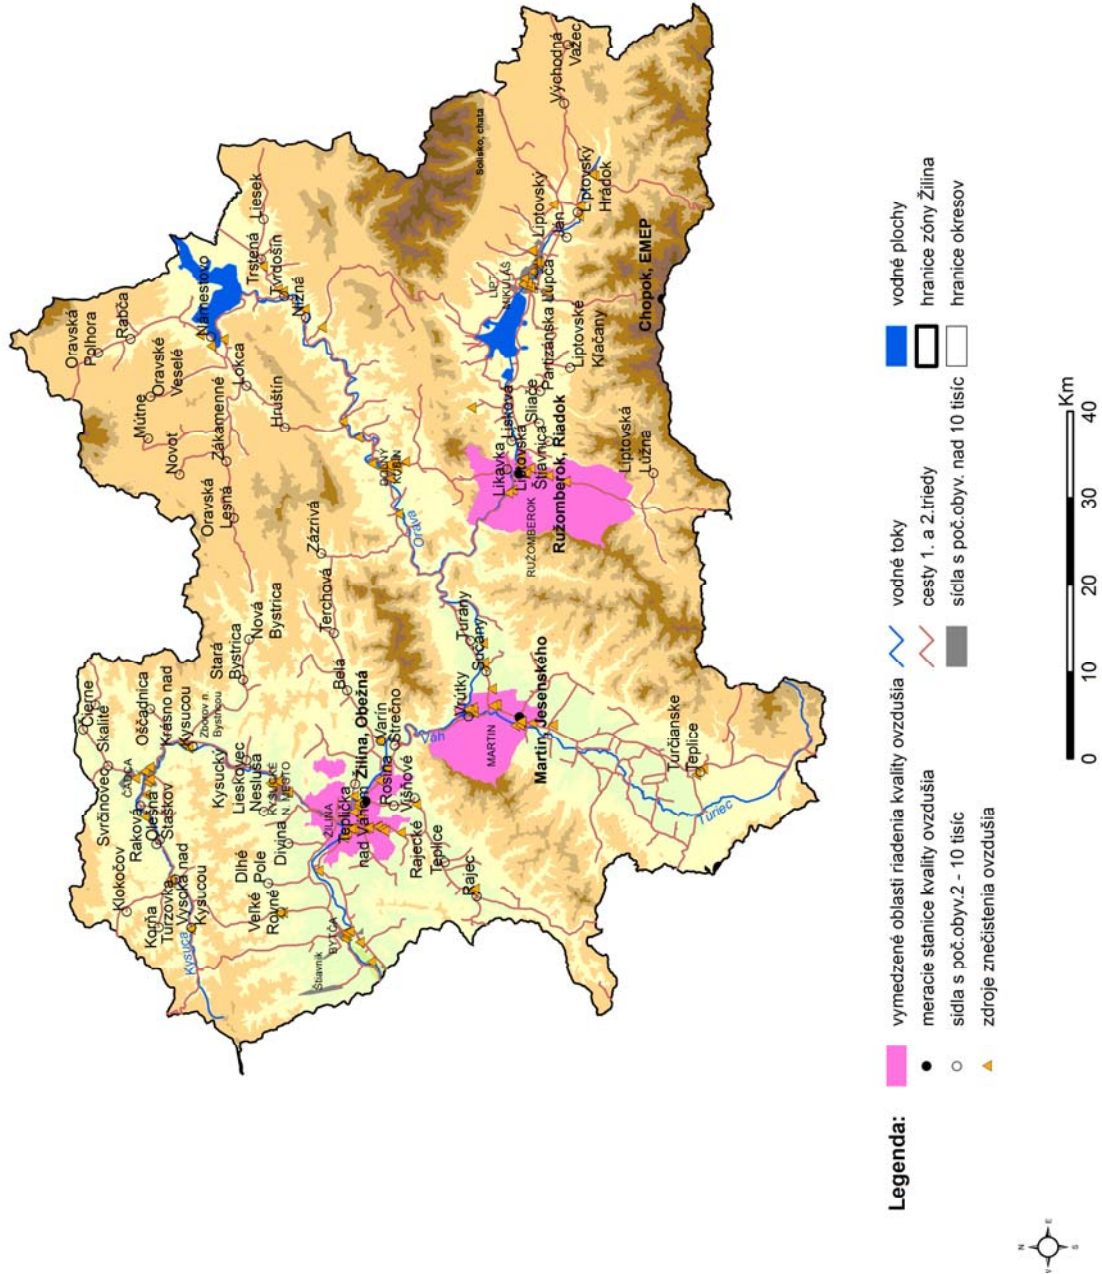 Oravská
Polhora
Rabča
Mútne
Oravské
Veselé
Novoť
Námestovo
Zákamenné
Lokca
Oravská
Lesná
Hruštín
Trstená
Liesek
Tvrdošín
Nižná
Zázrivá
Terchová
DOLNÝ
KUBÍN
Orava
Čierne
Skalité
Svrčinovec
Oščadnica
ČADCA
Raková
Olešná
Staškov
Krásno nad
Kysucou
Zborov n.
Bystricou
Stará
Bystrica
Nová
Bystrica
Klokočov
Korňa
Turzovka
Vysoká nad
Kysucou
Kysuca
Kysucký
Lieskovec
Nesluša
KYSUCKÉ
N. MESTO
Dlhé
Pole
Divina
Veľké
Rovné
Štiavnik
BYTČA
ŽILINA
Teplička
nad Váhom
Žilina, Obežná
Belá
Varín
Strečno
Rosina
Višňové
Rajecké
Teplice
Rajec
Váh
Vrútky
Turany
Sučany
MARTIN
Martin, Jesenského
Turčianske
Teplice
Turiec
Likavka
Lisková
Liptovská
Štiavnica
Sliače
RUŽOMBEROK
Ružomberok, Riadok
Liptovská
Lúžna
Partizánska Ľupča
Liptovské
Kľačany
LIPT.
MIKULÁŠ
Liptovský
Ján
Liptovský
Hrádok
Východná
Važec
Solisko, chata
Chopok, EMEP
Legenda:
vymedzené oblasti riadenia kvality ovzdušia
meracie stanice kvality ovzdušia
sídla s poč.obyv.2 - 10 tisíc
zdroje znečistenia ovzdušia
vodné toky
cesty 1. a 2.triedy
sídla s poč.obyv. nad 10 tisíc
vodné plochy
hranice zóny Žilina
hranice okresov
0
10
20
30
40
Km
N
E
S